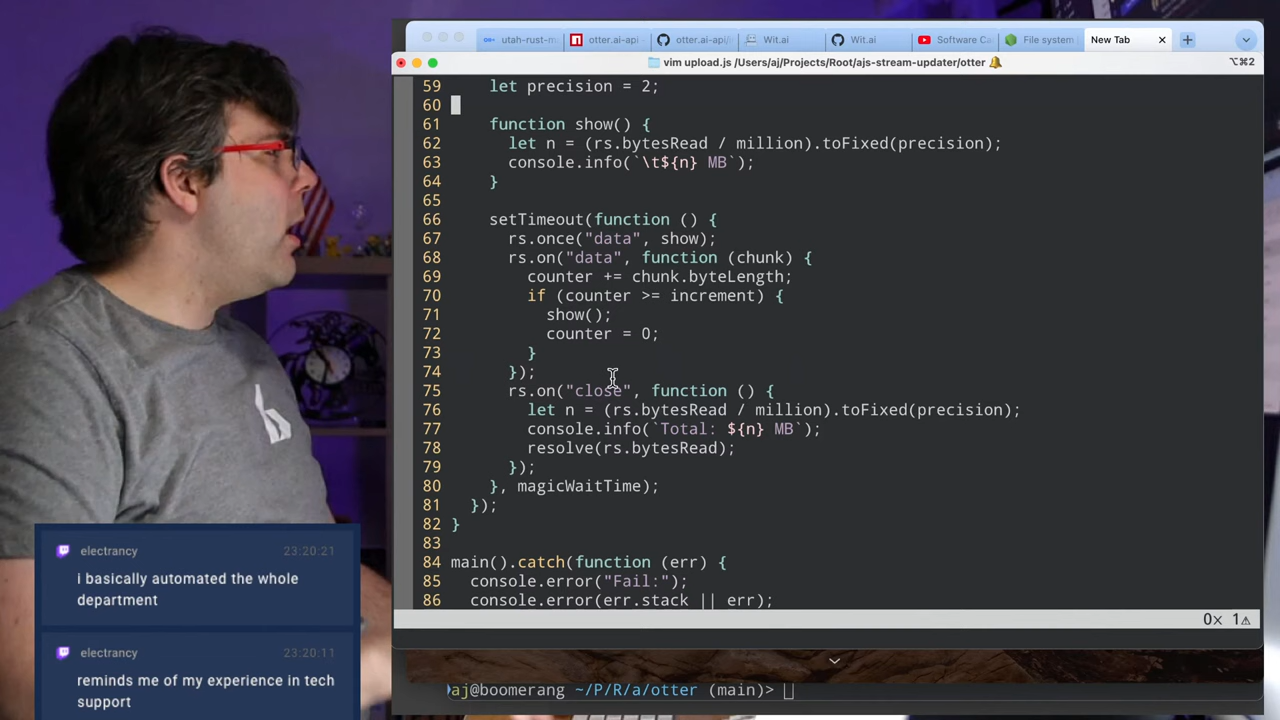 utah-rust-m
otter.ai-api
otter.ai-api/
Wit.ai
Wit.ai
Software Ca
File system
New Tab
vim upload.js /Users/aj/Projects/Root/ajs-stream-updater/otter 🔔
⌥⌘2
59 let precision = 2;
60
61 function show() {
62 let n = (rs.bytesRead / million).toFixed(precision);
63 console.info(`\t${n} MB`);
64 }
65
66 setTimeout(function () {
67 rs.once("data", show);
68 rs.on("data", function (chunk) {
69 counter += chunk.byteLength;
70 if (counter >= increment) {
71 show();
72 counter = 0;
73 }
74 });
75 rs.on("close", function () {
76 let n = (rs.bytesRead / million).toFixed(precision);
77 console.info(`Total: ${n} MB`);
78 resolve(rs.bytesRead);
79 });
80 }, magicWaitTime);
81 });
82 }
83
84 main().catch(function (err) {
85 console.error("Fail:");
86 console.error(err.stack || err);
0× 1⚠
aj@boomerang ~/P/R/a/otter (main)>
electrancy 23:20:21
i basically automated the whole
department
electrancy 23:20:11
reminds me of my experience in tech
support